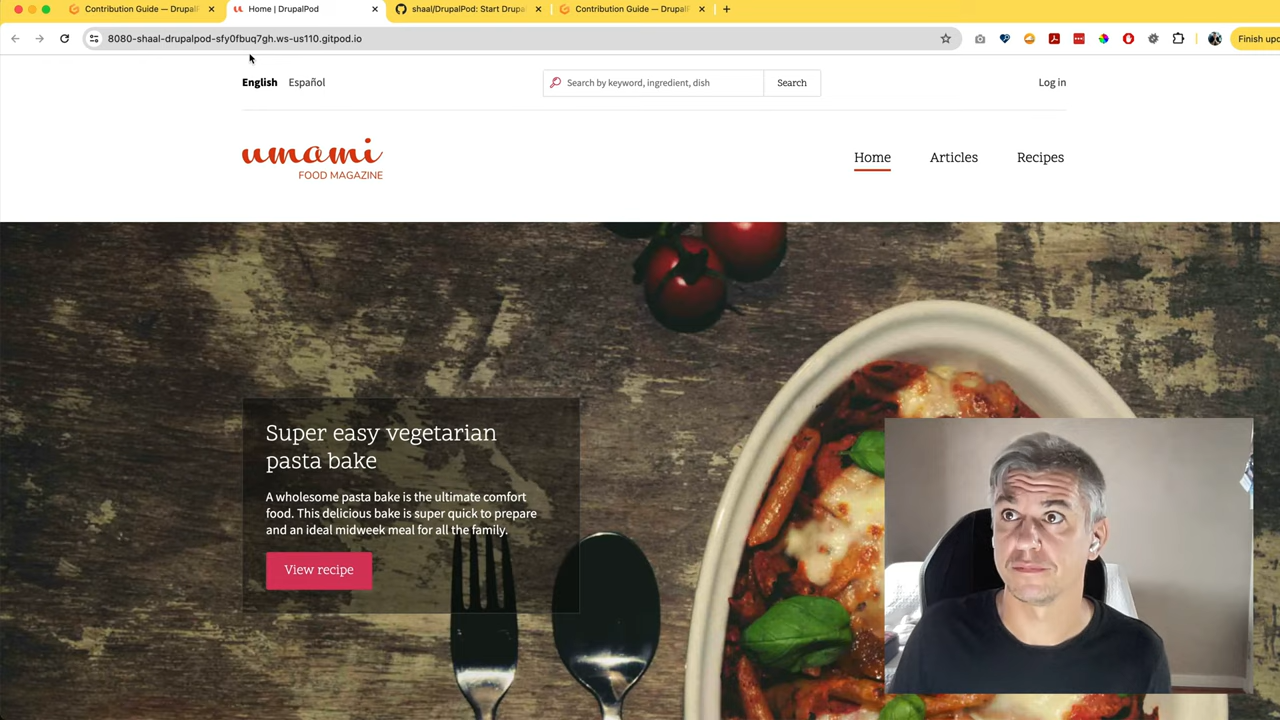 Contribution Guide — DrupalP
Home | DrupalPod
shaal/DrupalPod: Start Drupa
Contribution Guide — DrupalP
8080-shaal-drupalpod-sfy0fbuq7gh.ws-us110.gitpod.io
Finish up
English Español
Search by keyword, ingredient, dish
Search
Log in
umami
FOOD MAGAZINE
Home
Articles
Recipes
Super easy vegetarian
pasta bake
A wholesome pasta bake is the ultimate comfort
food. This delicious bake is super quick to prepare
and an ideal midweek meal for all the family.
View recipe